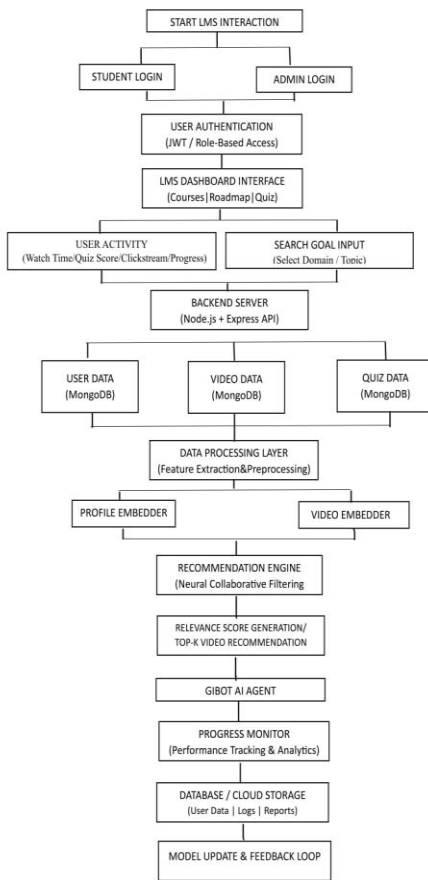 START LMS INTERACTION
STUDENT LOGIN
ADMIN LOGIN
USER AUTHENTICATION
(JWT / Role-Based Access)
LMS DASHBOARD INTERFACE
(Courses|Roadmap|Quiz)
USER ACTIVITY
(Watch Time/Quiz Score/Clickstream/Progress)
SEARCH GOAL INPUT
(Select Domain / Topic)
BACKEND SERVER
(Node.js + Express API)
USER DATA
(MongoDB)
VIDEO DATA
(MongoDB)
QUIZ DATA
(MongoDB)
DATA PROCESSING LAYER
(Feature Extraction&Preprocessing)
PROFILE EMBEDDER
VIDEO EMBEDDER
RECOMMENDATION ENGINE
(Neural Collaborative Filtering
RELEVANCE SCORE GENERATION/
TOP-K VIDEO RECOMMENDATION
GIBOT AI AGENT
PROGRESS MONITOR
(Performance Tracking & Analytics)
DATABASE / CLOUD STORAGE
(User Data | Logs | Reports)
MODEL UPDATE & FEEDBACK LOOP